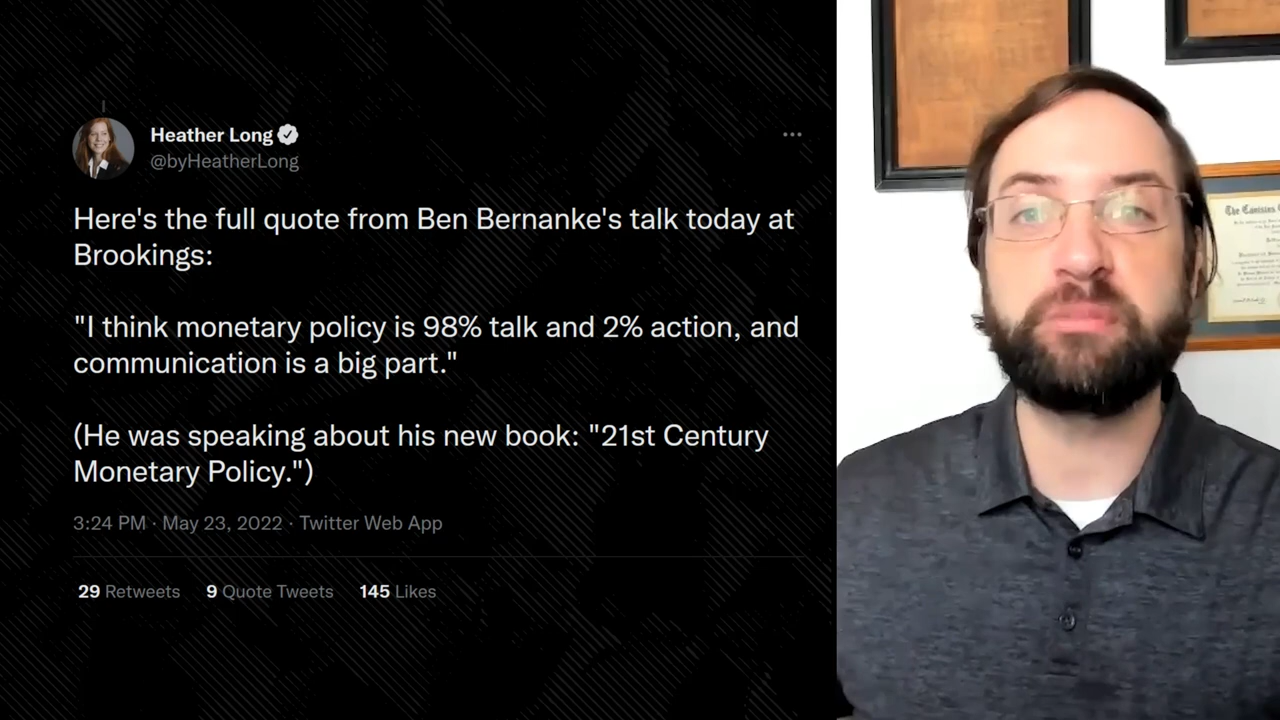 Heather Long
@byHeatherLong
Here's the full quote from Ben Bernanke's talk today at
Brookings:
"I think monetary policy is 98% talk and 2% action, and
communication is a big part."
(He was speaking about his new book: "21st Century
Monetary Policy.")
3:24 PM · May 23, 2022 · Twitter Web App
29 Retweets 9 Quote Tweets 145 Likes
The Canisius